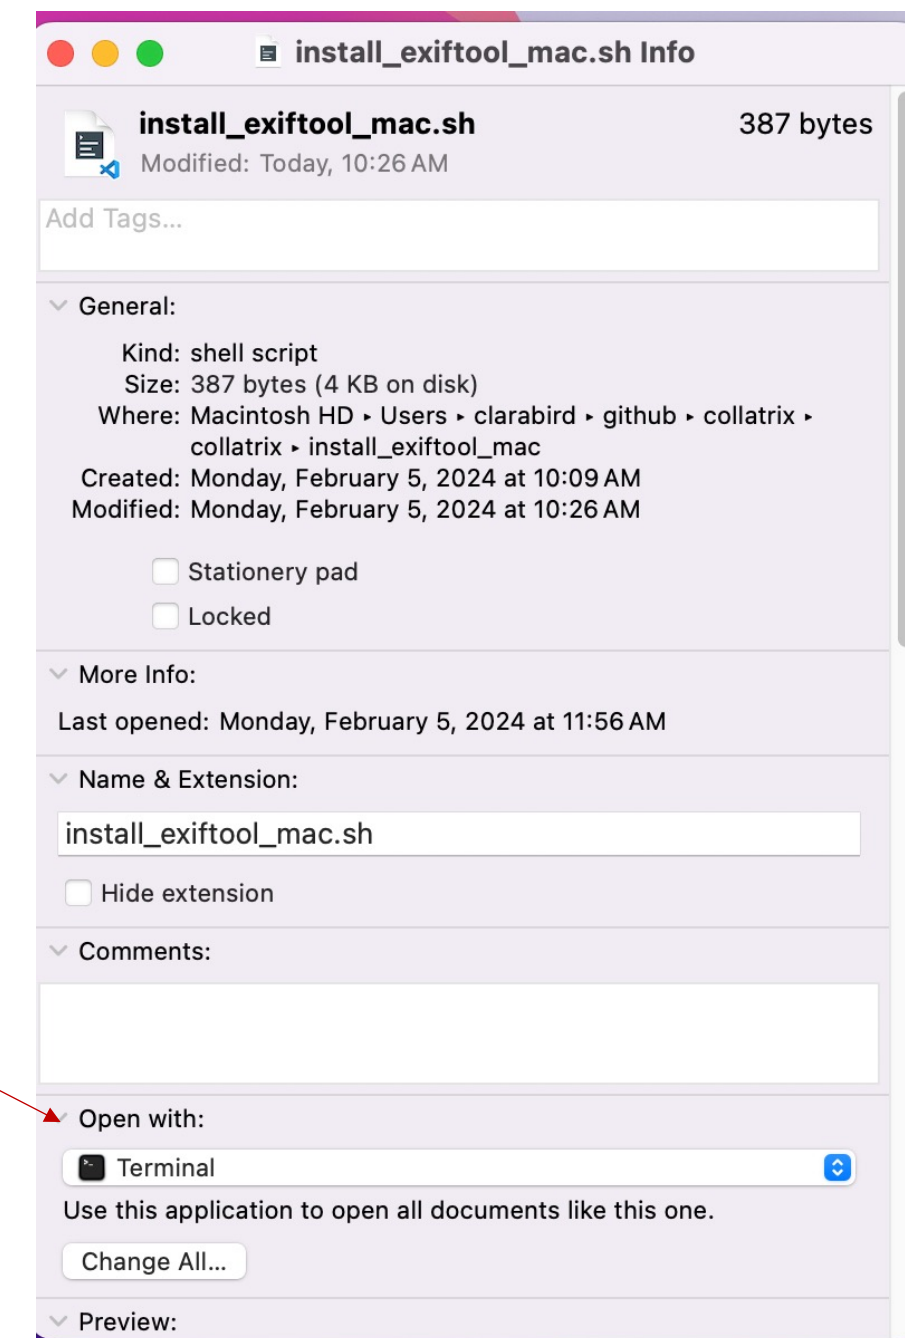 install_exiftool_mac.sh Info
install_exiftool_mac.sh 387 bytes
Modified: Today, 10:26 AM
Add Tags...
General:
Kind: shell script
Size: 387 bytes (4 KB on disk)
Where: Macintosh HD ▸ Users ▸ clarabird ▸ github ▸ collatrix ▸
collatrix ▸ install_exiftool_mac
Created: Monday, February 5, 2024 at 10:09 AM
Modified: Monday, February 5, 2024 at 10:26 AM
Stationery pad
Locked
More Info:
Last opened: Monday, February 5, 2024 at 11:56 AM
Name & Extension:
install_exiftool_mac.sh
Hide extension
Comments:
Open with:
Terminal
Use this application to open all documents like this one.
Change All...
Preview: